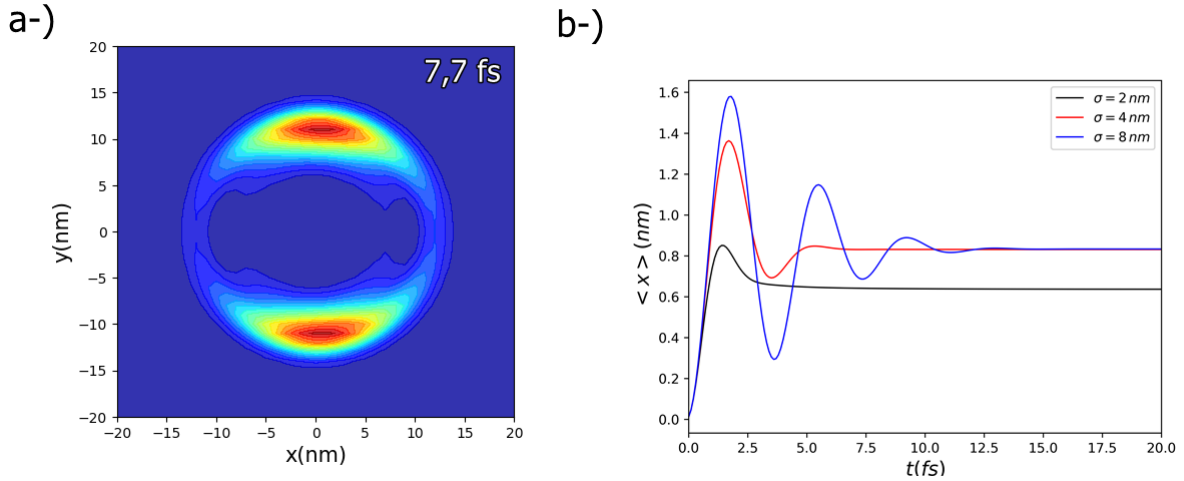 a-)
7,7 fs
20
15
10
5
0
−5
−10
−15
−20
y(nm)
−20 −15 −10 −5 0 5 10 15 20
x(nm)
b-)
1.6
1.4
1.2
1.0
0.8
0.6
0.4
0.2
0.0
< x > (nm)
σ = 2 nm
σ = 4 nm
σ = 8 nm
0.0 2.5 5.0 7.5 10.0 12.5 15.0 17.5 20.0
t(fs)